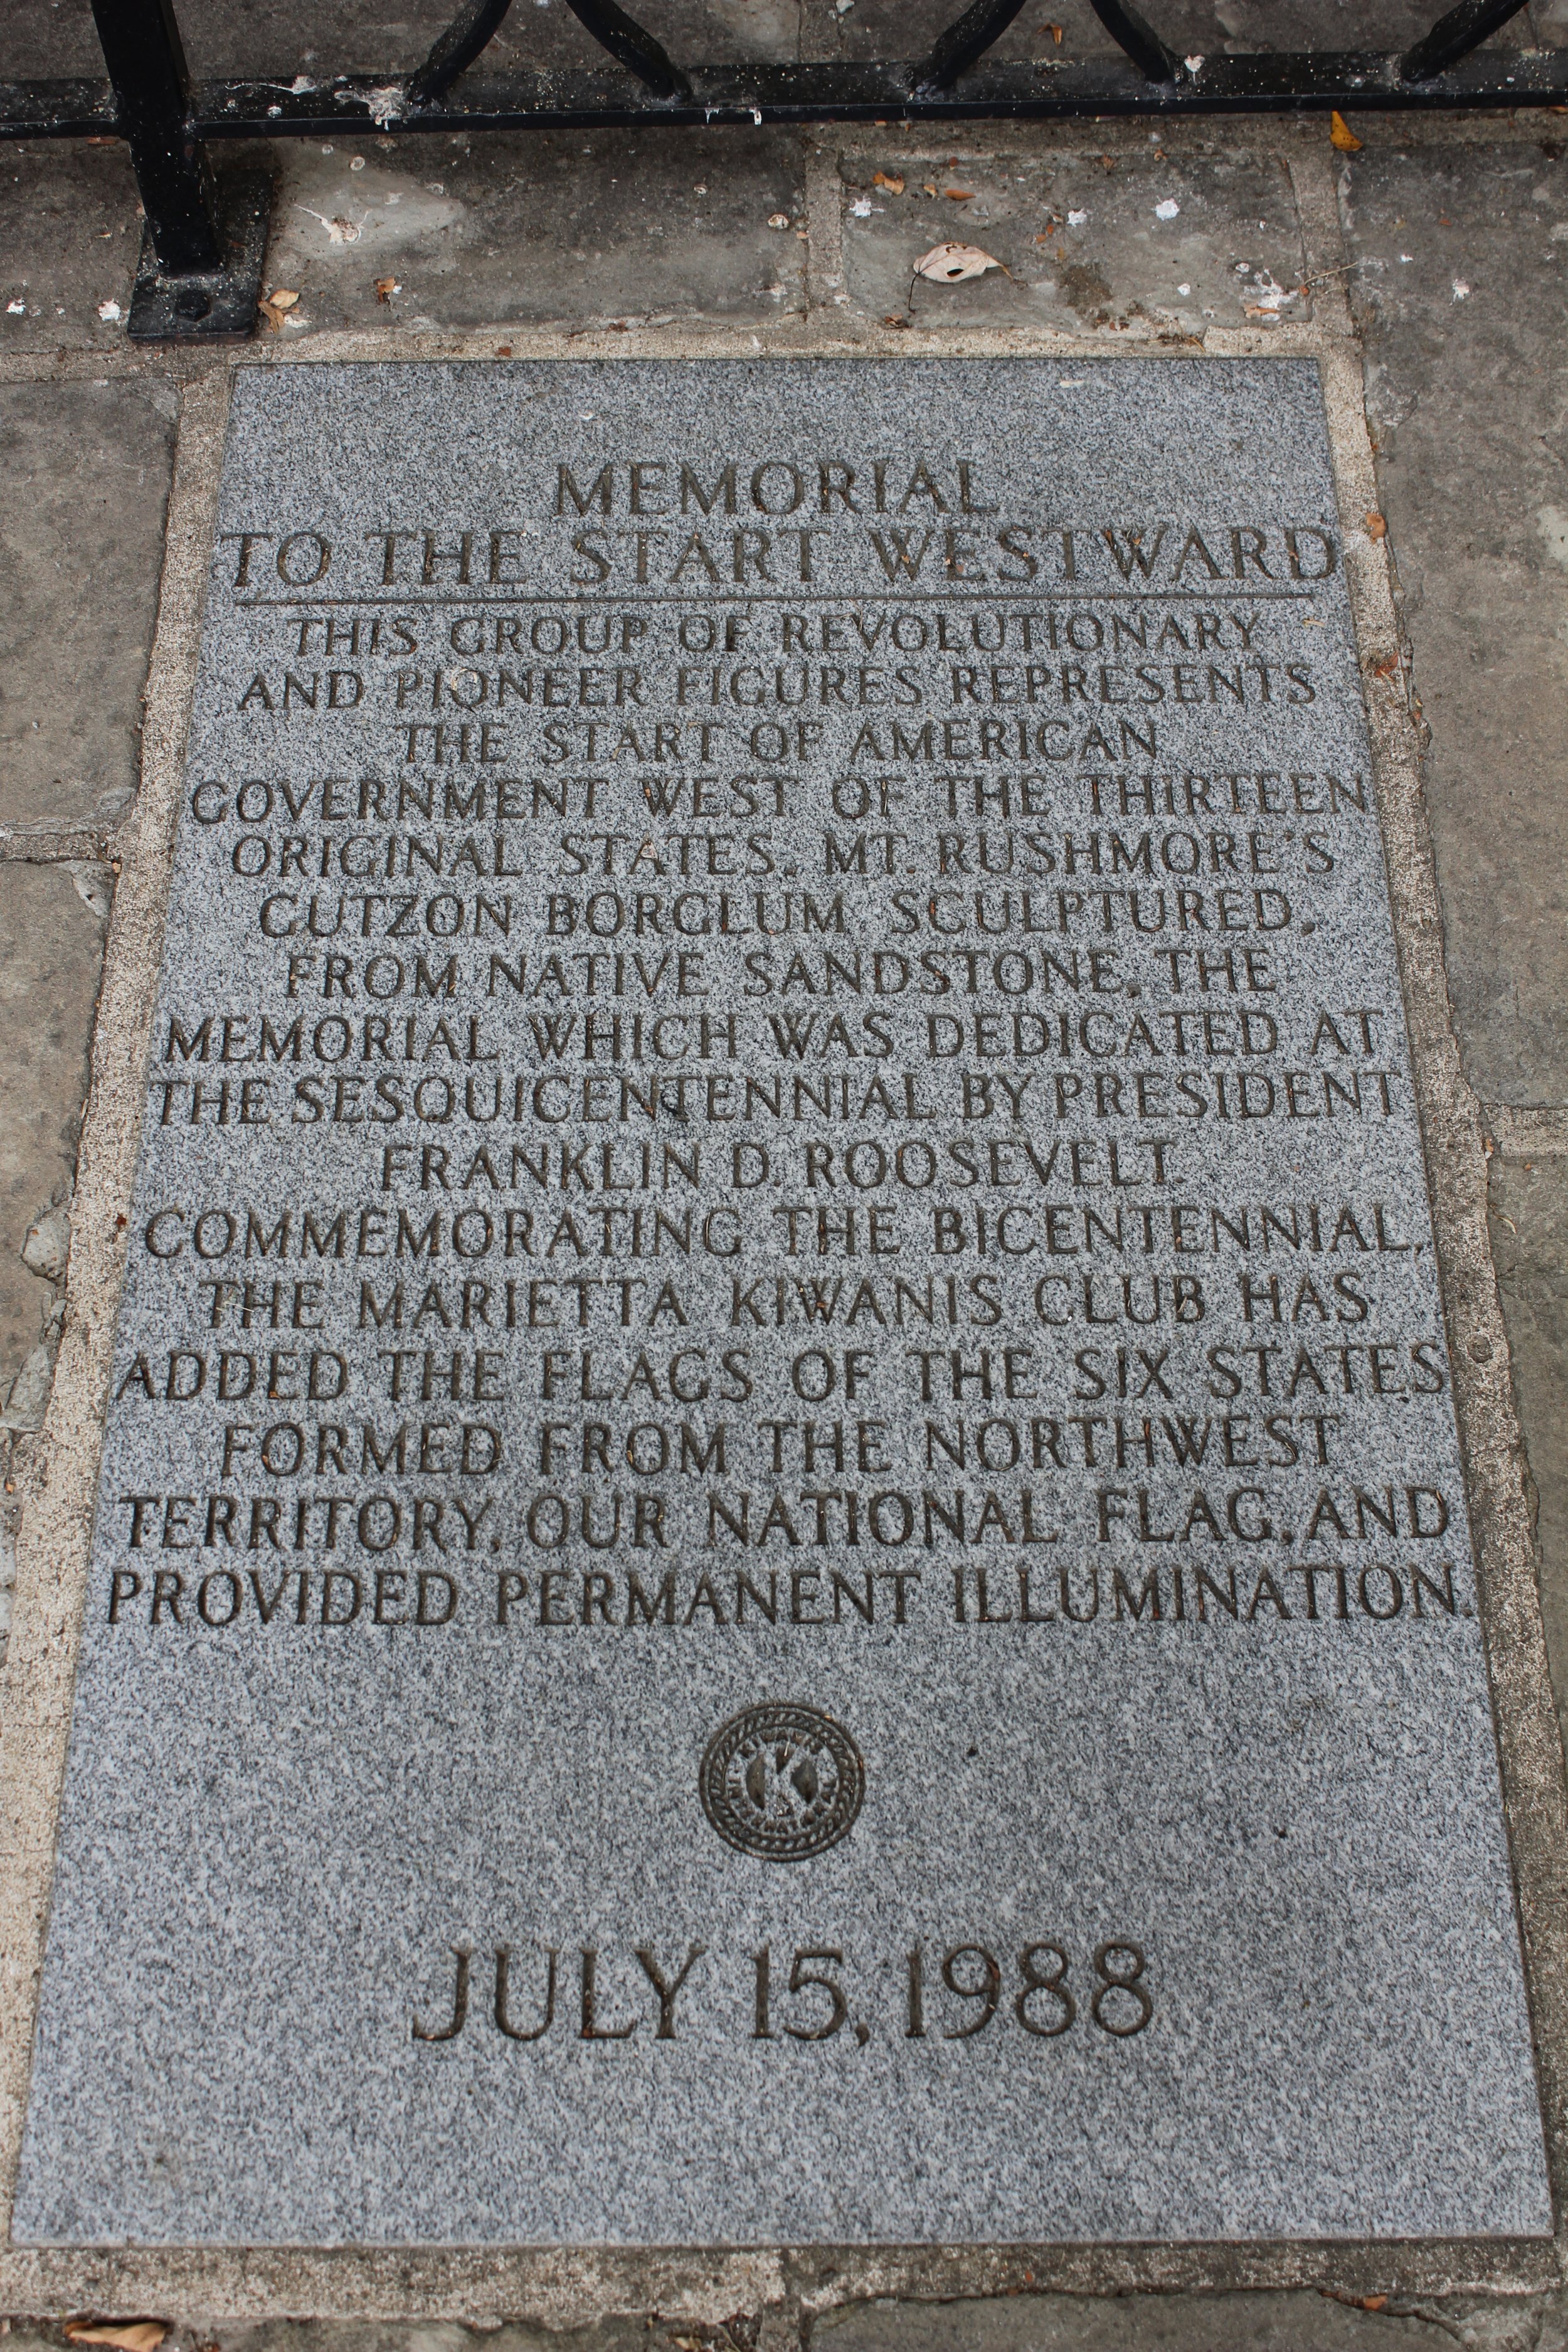 MEMORIAL
TO THE START WESTWARD
THIS GROUP OF REVOLUTIONARY
AND PIONEER FIGURES REPRESENTS
THE START OF AMERICAN
GOVERNMENT WEST OF THE THIRTEEN
ORIGINAL STATES. MT. RUSHMORE'S
GUTZON BORGLUM SCULPTURED,
FROM NATIVE SANDSTONE, THE
MEMORIAL WHICH WAS DEDICATED AT
THE SESQUICENTENNIAL BY PRESIDENT
FRANKLIN D. ROOSEVELT.
COMMEMORATING THE BICENTENNIAL,
THE MARIETTA KIWANIS CLUB HAS
ADDED THE FLAGS OF THE SIX STATES
FORMED FROM THE NORTHWEST
TERRITORY, OUR NATIONAL FLAG, AND
PROVIDED PERMANENT ILLUMINATION.
KIWANIS
K
INTERNATIONAL
JULY 15, 1988